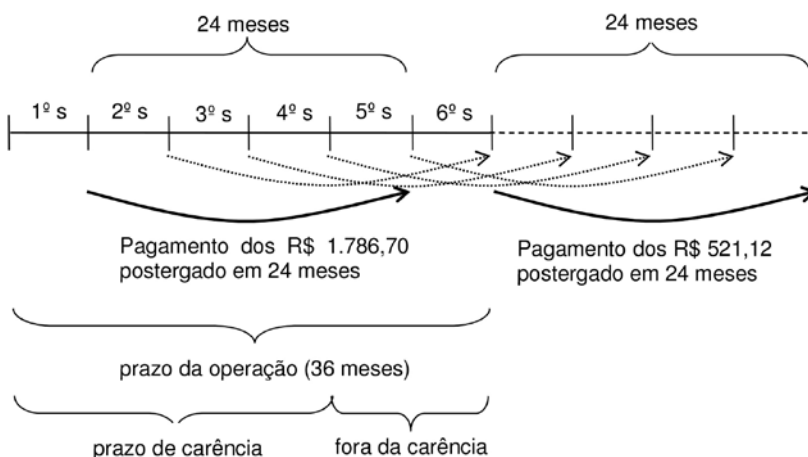 24 meses
24 meses
1º s 2º s 3º s 4º s 5º s 6º s
Pagamento dos R$ 1.786,70
postergado em 24 meses
Pagamento dos R$ 521,12
postergado em 24 meses
prazo da operação (36 meses)
prazo de carência
fora da carência